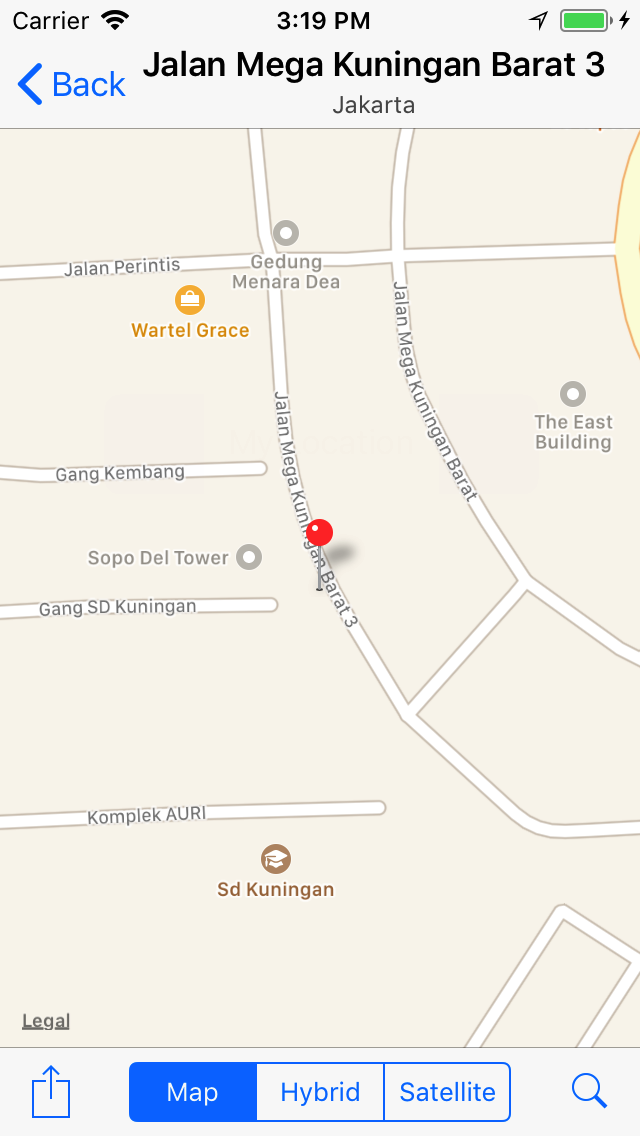 Carrier
3:19 PM
Back
Jalan Mega Kuningan Barat 3
Jakarta
Jalan Perintis
Gedung
Menara Dea
Wartel Grace
Jalan Mega Kuningan Barat
The East
Building
My Location
Jalan Mega Kuningan Barat 3
Gang Kembang
Sopo Del Tower
Gang SD Kuningan
Komplek AURI
Sd Kuningan
Legal
Map
Hybrid
Satellite